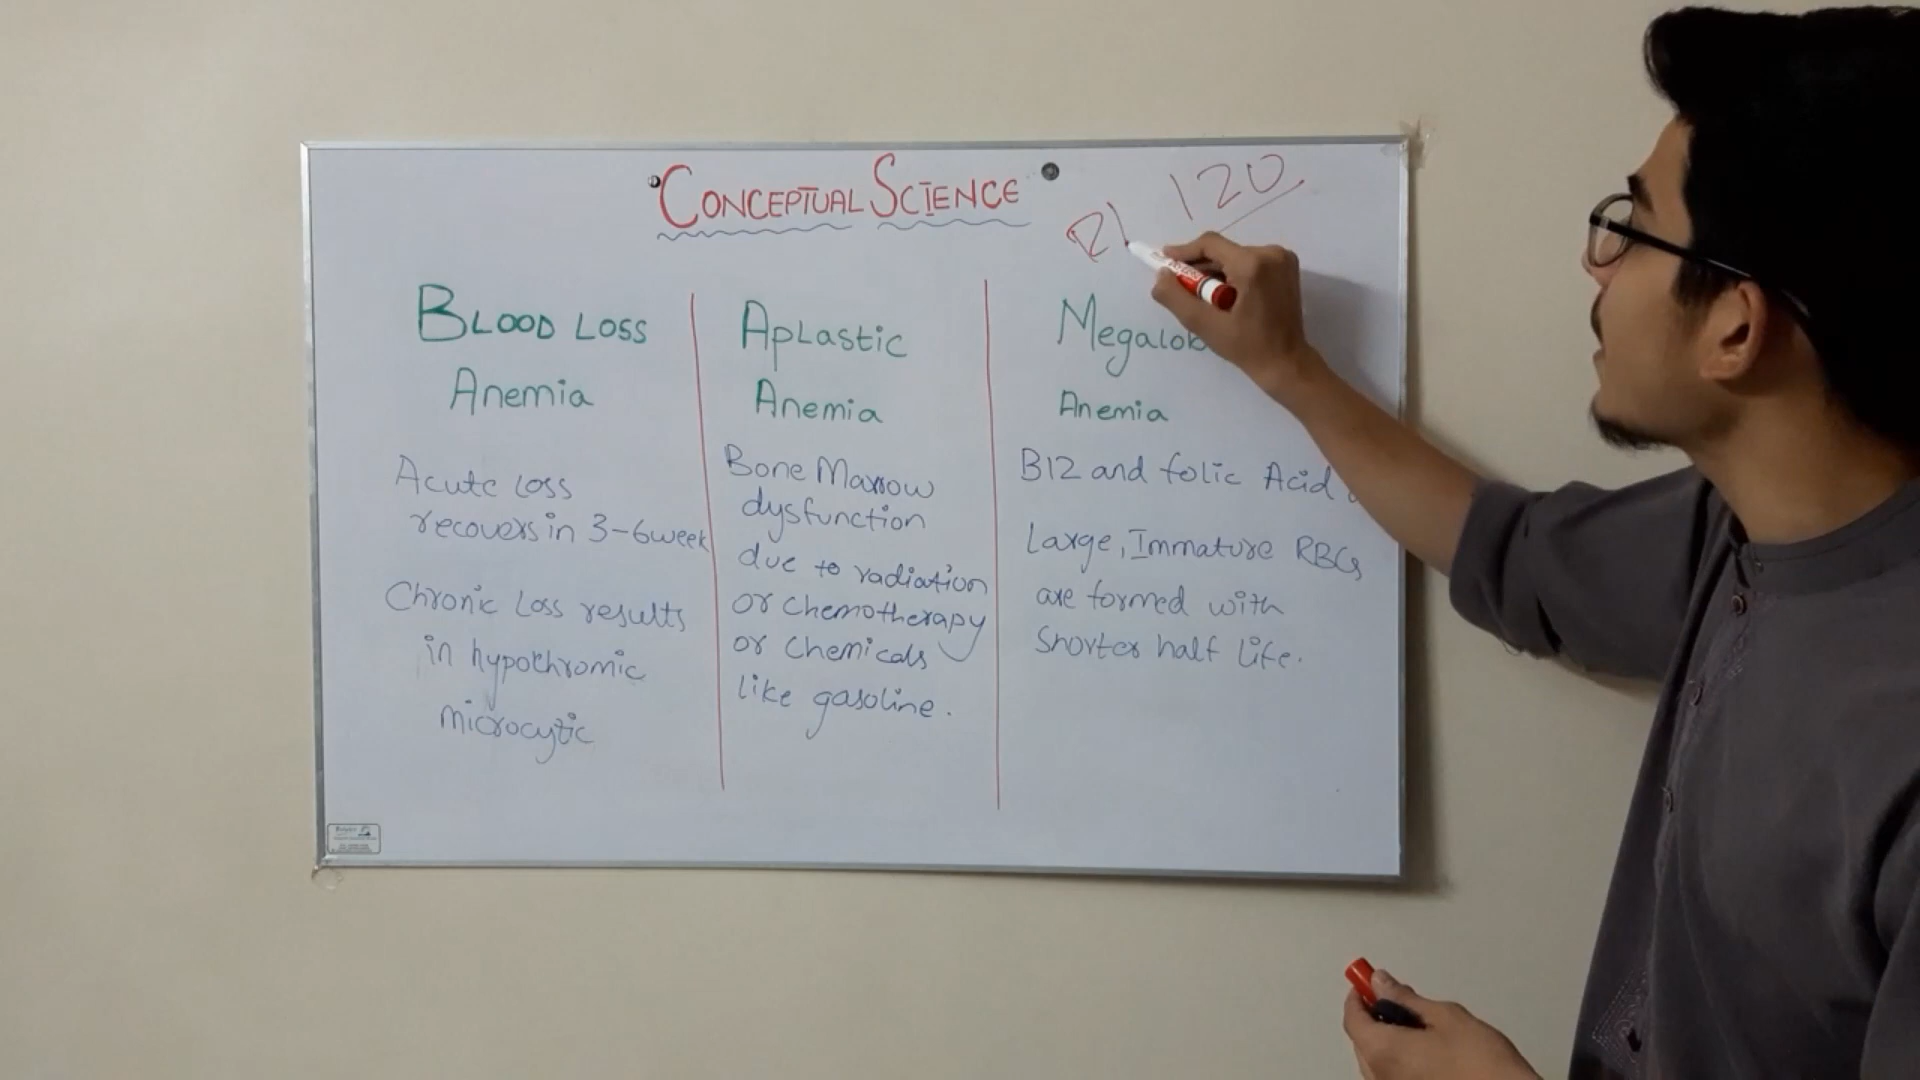 CONCEPTUAL SCIENCE
120
BLOOD LOSS
Anemia
Acute Loss
recovers in 3-6 week
Chronic Loss results
in hypochromic
microcytic
APLastic
Anemia
Bone Marrow
dysfunction
due to radiation
or chemotherapy
or chemicals
like gasoline.
Megalob
Anemia
B12 and folic Acid
Large, Immature RBCs
are formed with
Shorter half Life.